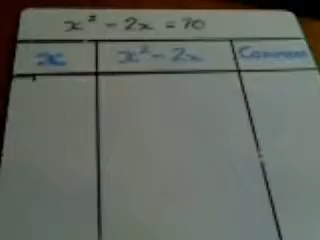 x² - 2x = 70
x x² - 2x Comment